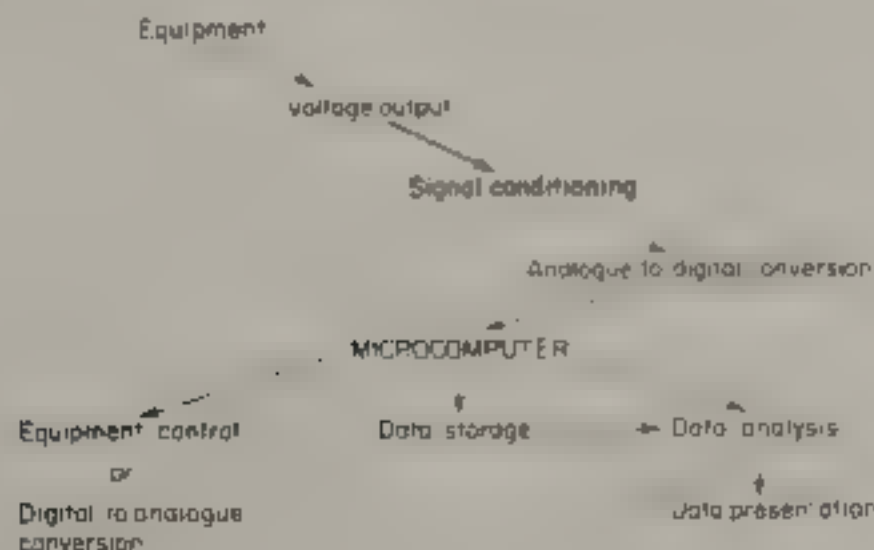 Equipment
voltage output
Signal conditioning
Analogue to digital conversion
MICROCOMPUTER
Equipment control
Data storage
Data analysis
or
Digital to analogue
conversion
Data presentation